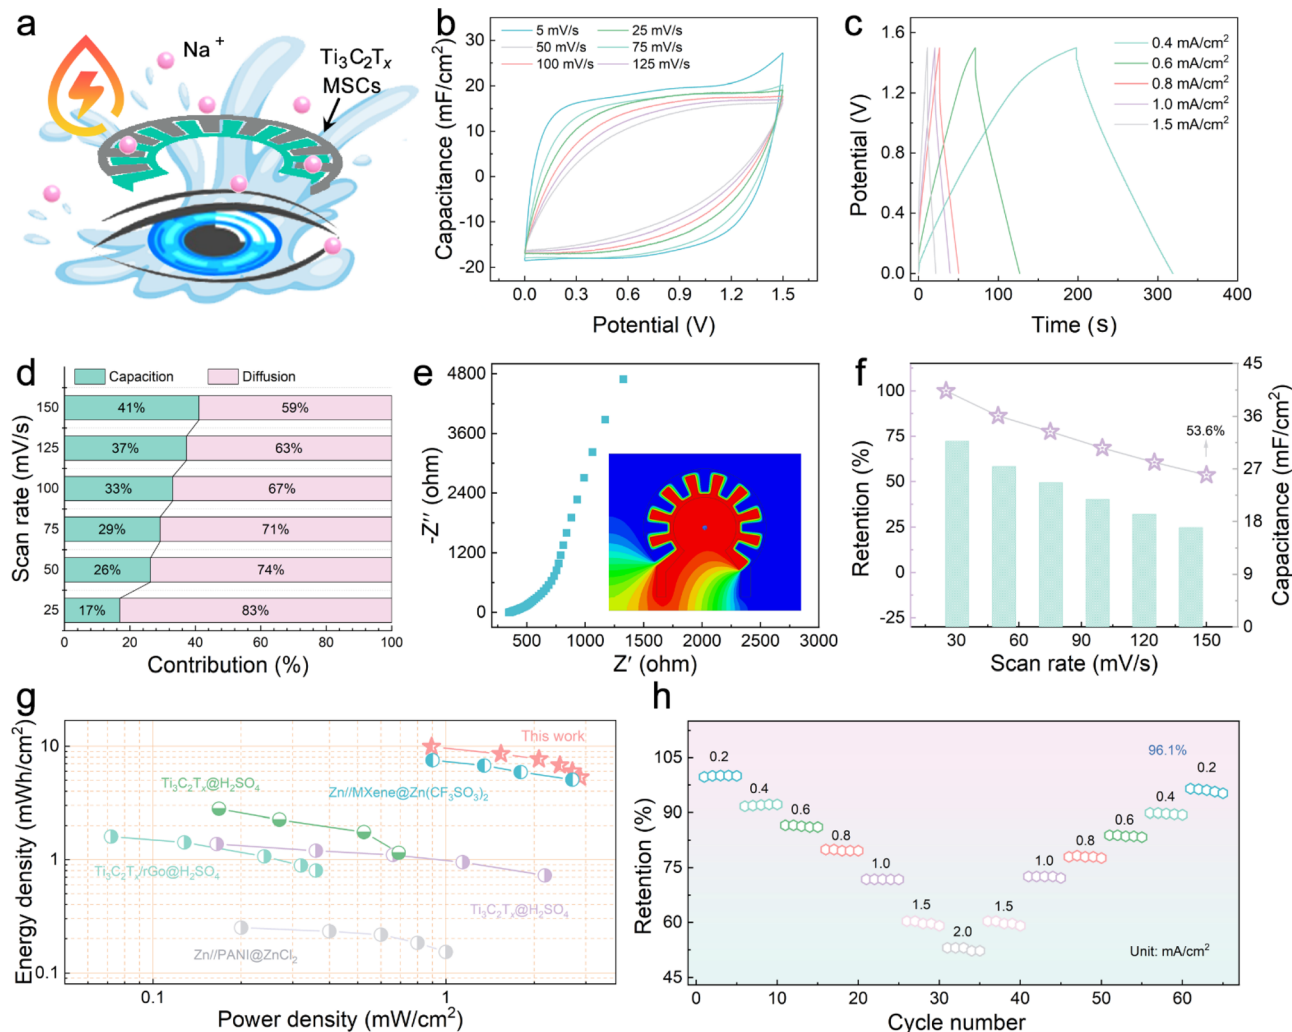 a
Na⁺
Ti₃C₂Tₓ
MSCs
b
Capacitance (mF/cm²)
30
20
10
0
-10
-20
5 mV/s
25 mV/s
50 mV/s
75 mV/s
100 mV/s
125 mV/s
0.0 0.3 0.6 0.9 1.2 1.5
Potential (V)
c
Potential (V)
1.8
1.2
0.6
0.0
0.4 mA/cm²
0.6 mA/cm²
0.8 mA/cm²
1.0 mA/cm²
1.5 mA/cm²
0 100 200 300 400
Time (s)
d
Capacition
Diffusion
Scan rate (mV/s)
150 41% 59%
125 37% 63%
100 33% 67%
75 29% 71%
50 26% 74%
25 17% 83%
0 20 40 60 80 100
Contribution (%)
e
-Z″ (ohm)
4800
3600
2400
1200
0
500 1000 1500 2000 2500 3000
Z′ (ohm)
f
Retention (%)
100
75
50
25
0
-25
53.6%
45
36
27
18
9
0
Capacitance (mF/cm²)
30 60 90 120 150
Scan rate (mV/s)
g
Energy density (mWh/cm²)
10
1
0.1
This work
Zn//MXene@Zn(CF₃SO₃)₂
Ti₃C₂Tₓ@H₂SO₄
Ti₃C₂Tₓ/rGo@H₂SO₄
Ti₃C₂Tₓ@H₂SO₄
Zn//PANI@ZnCl₂
0.1 1
Power density (mW/cm²)
h
Retention (%)
105
90
75
60
45
0.2
0.4
0.6
0.8
1.0
1.5
2.0
1.5
1.0
0.8
0.6
0.4
0.2
96.1%
Unit: mA/cm²
0 10 20 30 40 50 60
Cycle number